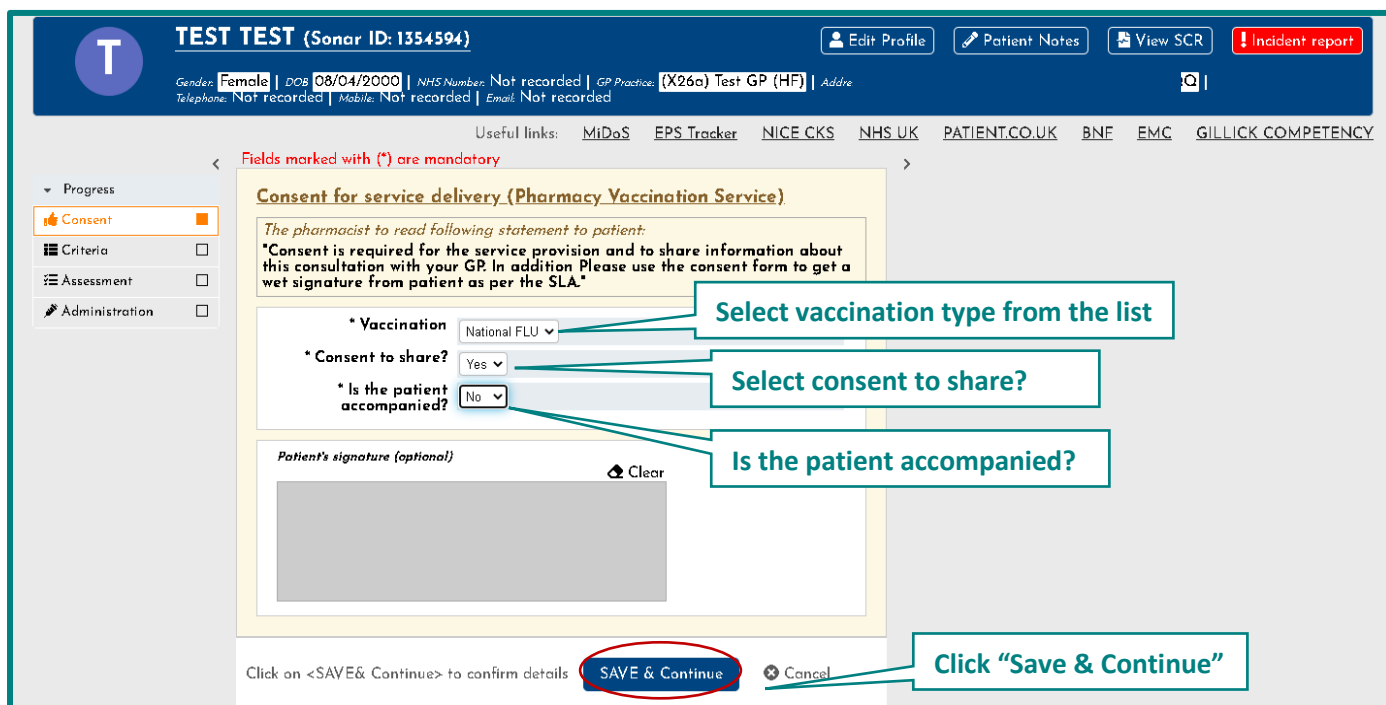 T
TEST TEST (Sonar ID: 1354594)
Edit Profile
Patient Notes
View SCR
! Incident report
Gender: Female | DOB 08/04/2000 | NHS Number: Not recorded | GP Practice: (X26a) Test GP (HF) | Addre
Q |
Telephone: Not recorded | Mobile: Not recorded | Email: Not recorded
Useful links: MiDoS EPS Tracker NICE CKS NHS UK PATIENT.CO.UK BNF EMC GILLICK COMPETENCY
Fields marked with (*) are mandatory
Progress
Consent
Criteria
Assessment
Administration
Consent for service delivery (Pharmacy Vaccination Service)
The pharmacist to read following statement to patient:
"Consent is required for the service provision and to share information about
this consultation with your GP. In addition Please use the consent form to get a
wet signature from patient as per the SLA."
* Vaccination National FLU
Select vaccination type from the list
* Consent to share? Yes
Select consent to share?
* Is the patient
accompanied? No
Is the patient accompanied?
Patient's signature (optional)
Clear
Click on <SAVE& Continue> to confirm details SAVE & Continue Cancel
Click “Save & Continue”